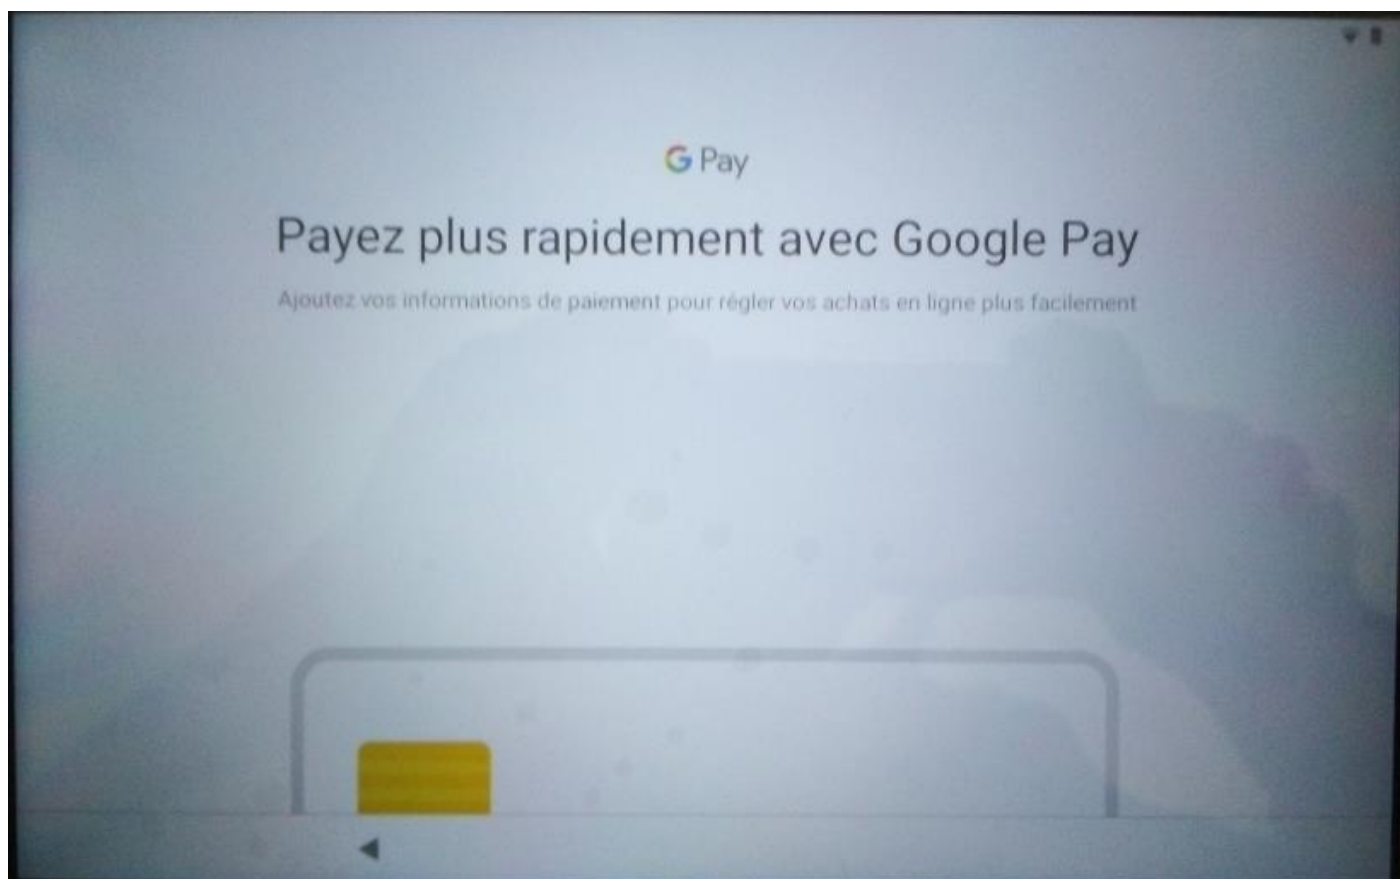 G Pay
Payez plus rapidement avec Google Pay
Ajoutez vos informations de paiement pour régler vos achats en ligne plus facilement